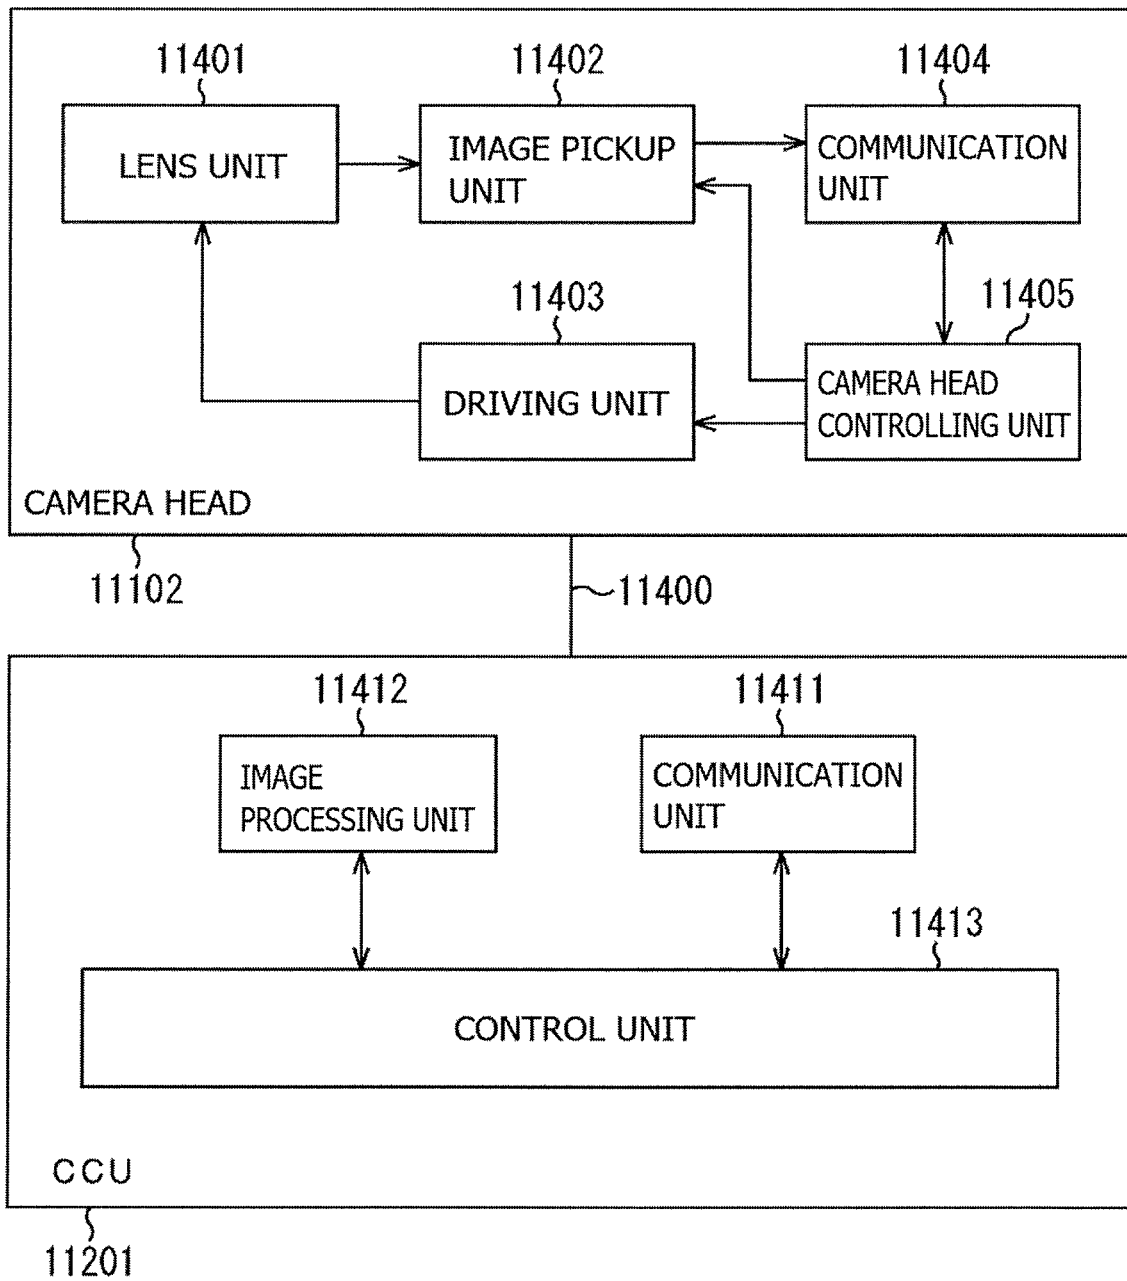 11401
11402
11404
LENS UNIT
IMAGE PICKUP
UNIT
COMMUNICATION
UNIT
11403
11405
DRIVING UNIT
CAMERA HEAD
CONTROLLING UNIT
CAMERA HEAD
11102
11400
11412
11411
IMAGE
PROCESSING UNIT
COMMUNICATION
UNIT
11413
CONTROL UNIT
CCU
11201